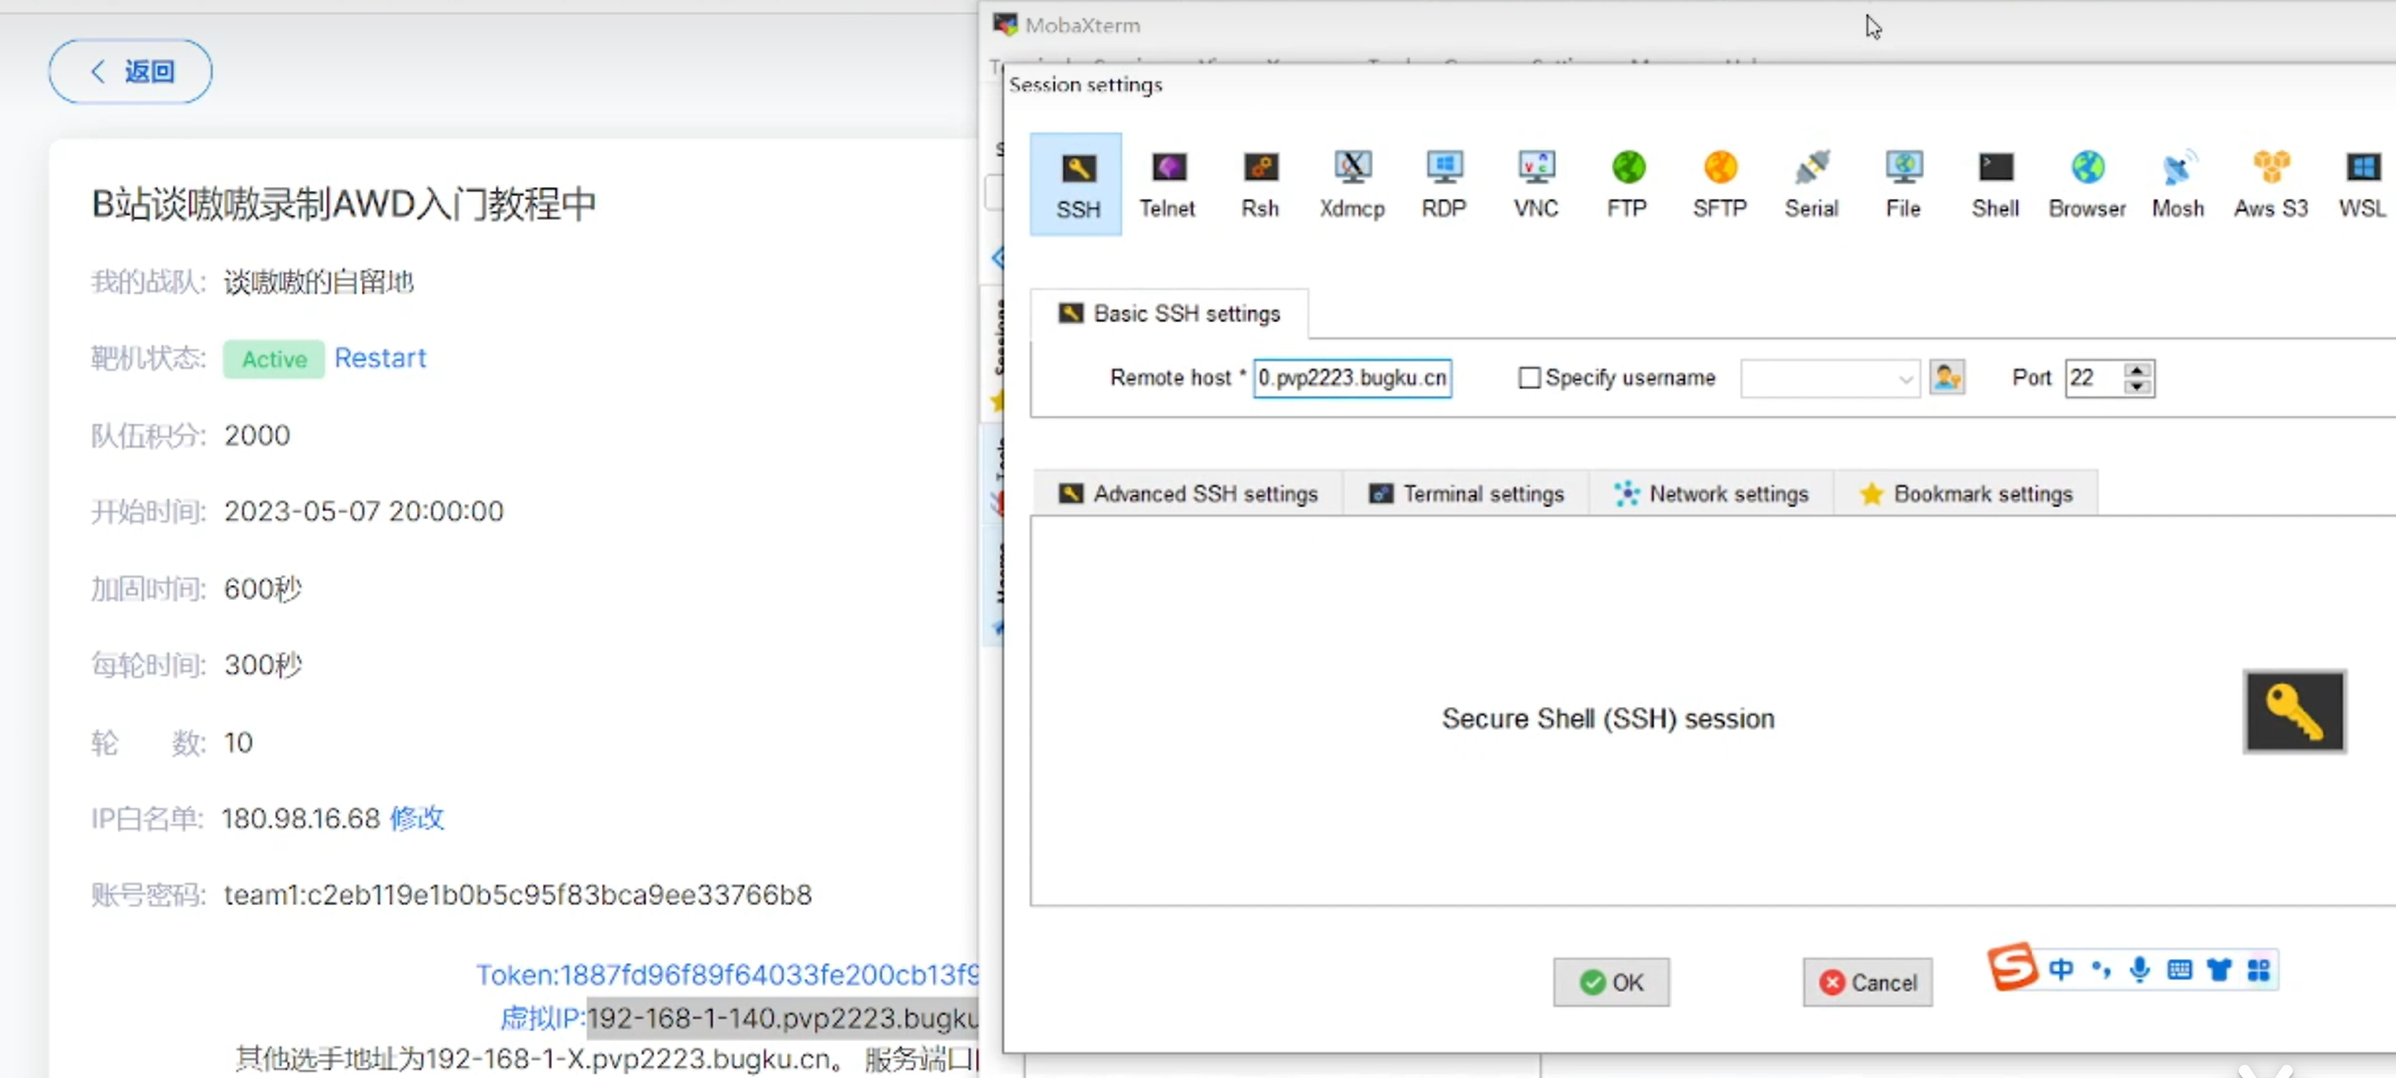 返回
B站谈嗷嗷录制AWD入门教程中
我的战队: 谈嗷嗷的自留地
靶机状态: Active Restart
队伍积分: 2000
开始时间: 2023-05-07 20:00:00
加固时间: 600秒
每轮时间: 300秒
轮 数: 10
IP白名单: 180.98.16.68 修改
账号密码: team1:c2eb119e1b0b5c95f83bca9ee33766b8
Token:1887fd96f89f64033fe200cb13f9
虚拟IP:192-168-1-140.pvp2223.bugku
其他选手地址为192-168-1-X.pvp2223.bugku.cn。 服务端口
MobaXterm
Session settings
SSH Telnet Rsh Xdmcp RDP VNC FTP SFTP Serial File Shell Browser Mosh Aws S3 WSL
Basic SSH settings
Remote host * 0.pvp2223.bugku.cn Specify username Port 22
Advanced SSH settings Terminal settings Network settings Bookmark settings
Secure Shell (SSH) session
OK Cancel
中